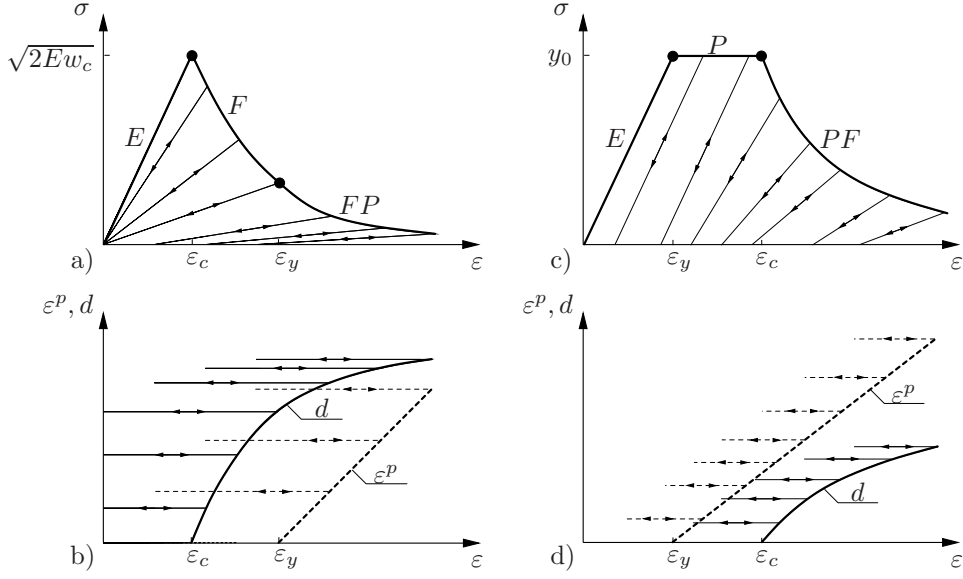 σ
√2Ew_c
E
F
FP
a)
ε_c
ε_y
ε
σ
y_0
P
E
PF
c)
ε_y
ε_c
ε
ε^p, d
d
ε^p
b)
ε_c
ε_y
ε
ε^p, d
ε^p
d
d)
ε_y
ε_c
ε